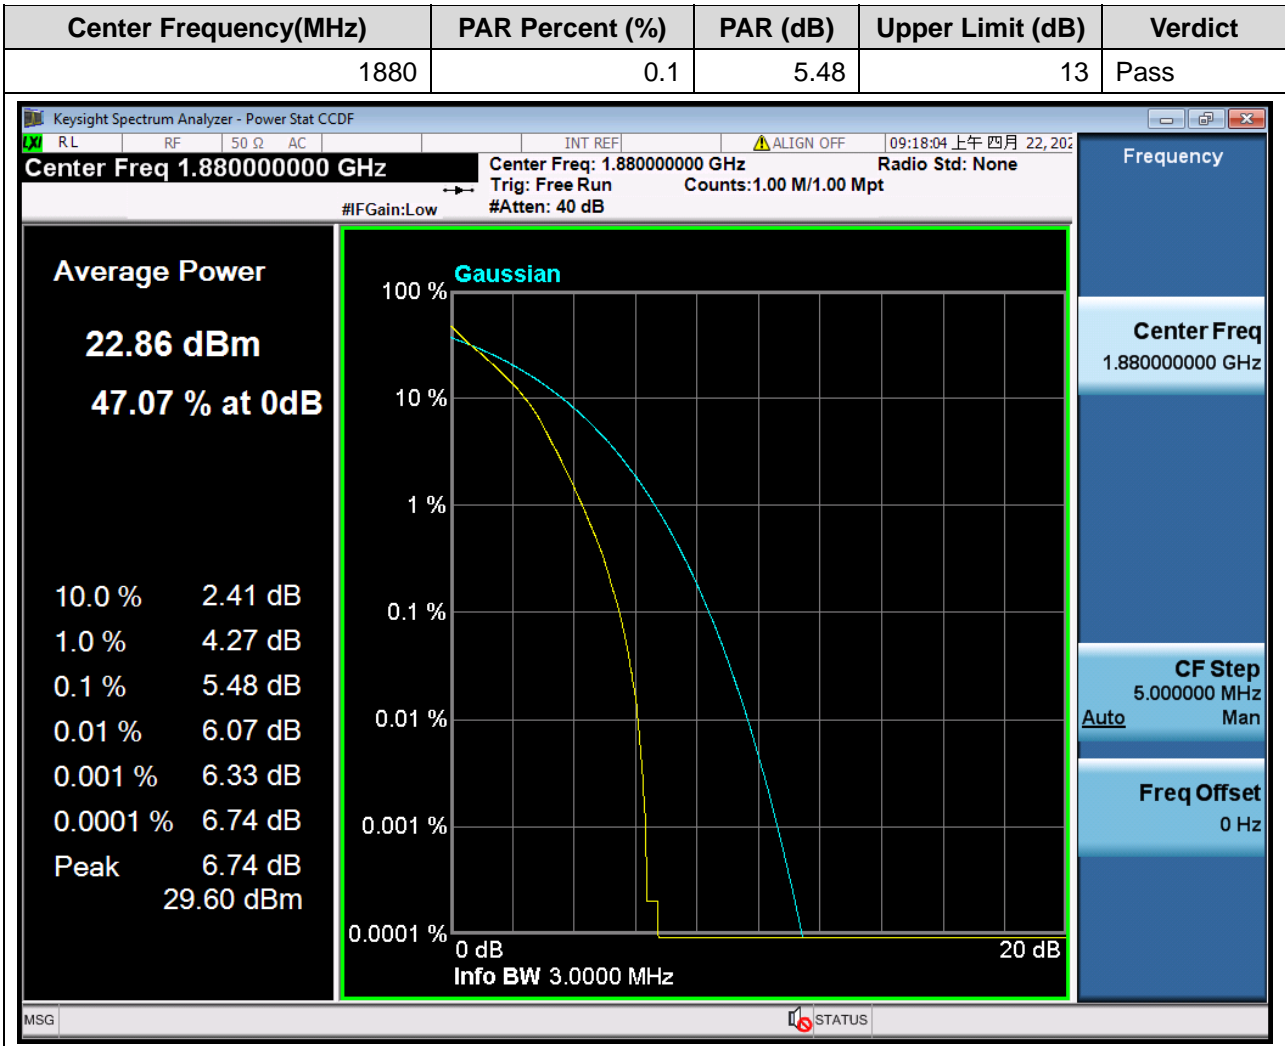 Center Frequency(MHz) PAR Percent (%) PAR (dB) Upper Limit (dB) Verdict
1880 0.1 5.48 13 Pass
Keysight Spectrum Analyzer - Power Stat CCDF
LXI RL RF 50 Ω AC INT REF ALIGN OFF 09:18:04 上午 四月 22, 202
Center Freq 1.880000000 GHz
Center Freq: 1.880000000 GHz Radio Std: None
Trig: Free Run Counts:1.00 M/1.00 Mpt
#IFGain:Low #Atten: 40 dB
Frequency
Average Power
22.86 dBm
47.07 % at 0dB
10.0 % 2.41 dB
1.0 % 4.27 dB
0.1 % 5.48 dB
0.01 % 6.07 dB
0.001 % 6.33 dB
0.0001 % 6.74 dB
Peak 6.74 dB
29.60 dBm
Gaussian
100 %
10 %
1 %
0.1 %
0.01 %
0.001 %
0.0001 %
0 dB 20 dB
Info BW 3.0000 MHz
Center Freq
1.880000000 GHz
CF Step
5.000000 MHz
Auto Man
Freq Offset
0 Hz
MSG STATUS